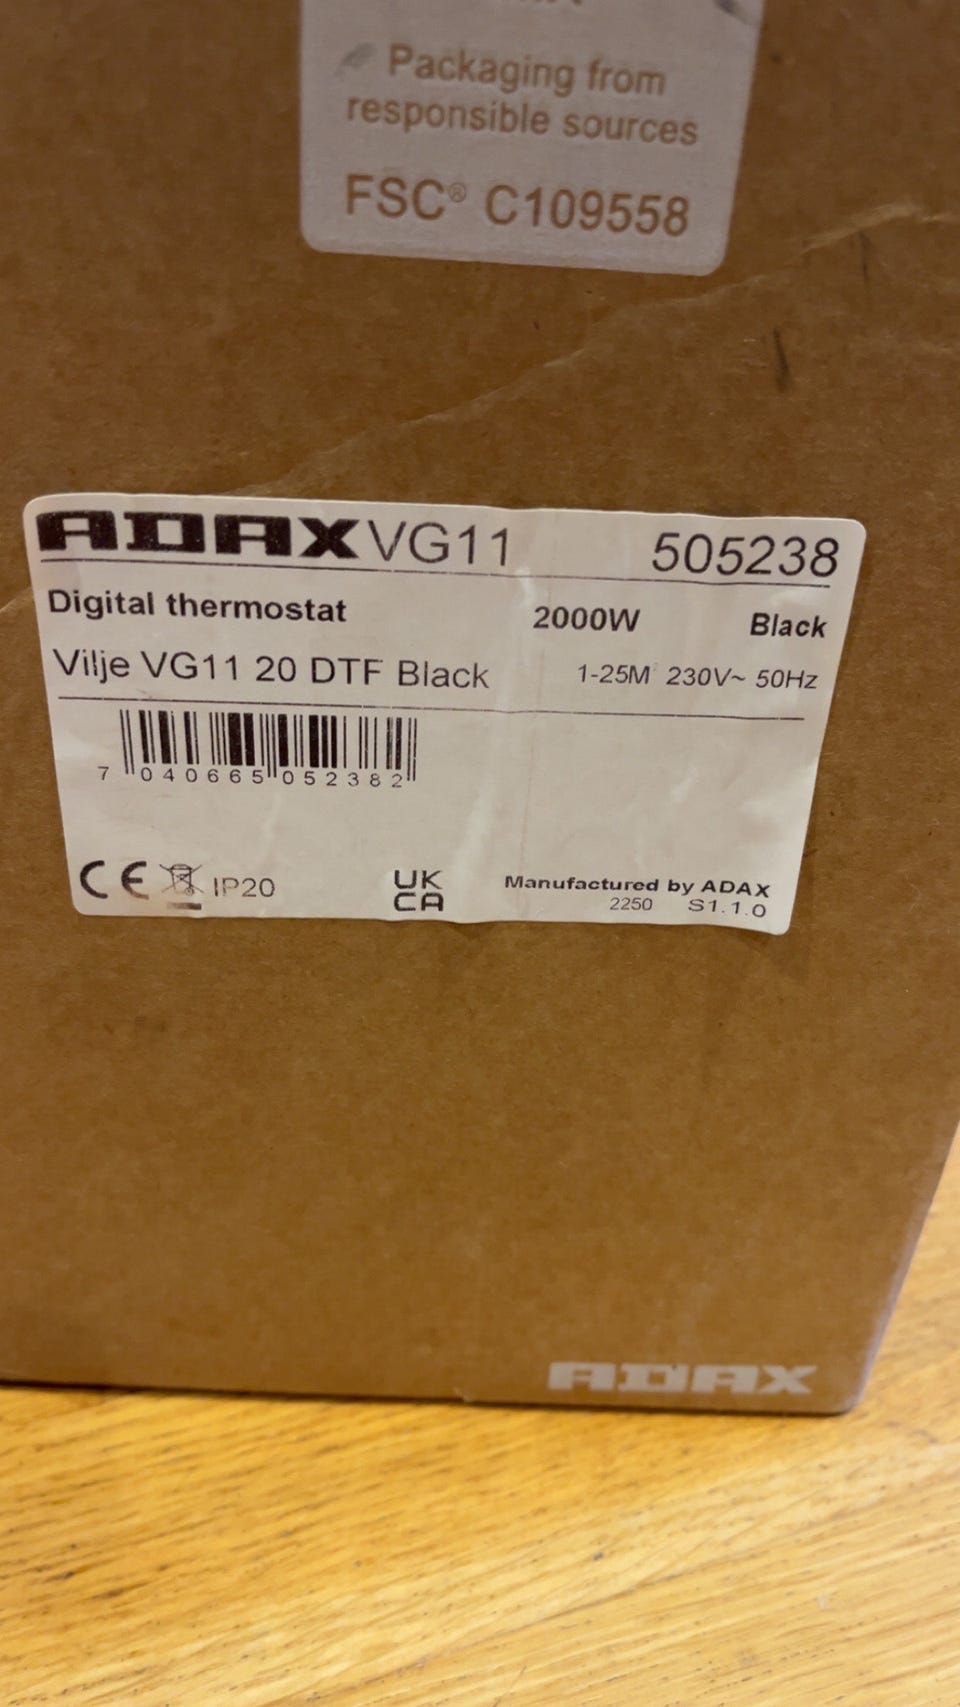 Packaging from
responsible sources
FSC® C109558
ADAX VG11 505238
Digital thermostat 2000W Black
Vilje VG11 20 DTF Black 1-25M 230V~ 50Hz
7 040665 052382
CE IP20 UK CA Manufactured by ADAX
2250 S1.1.0
ADAX